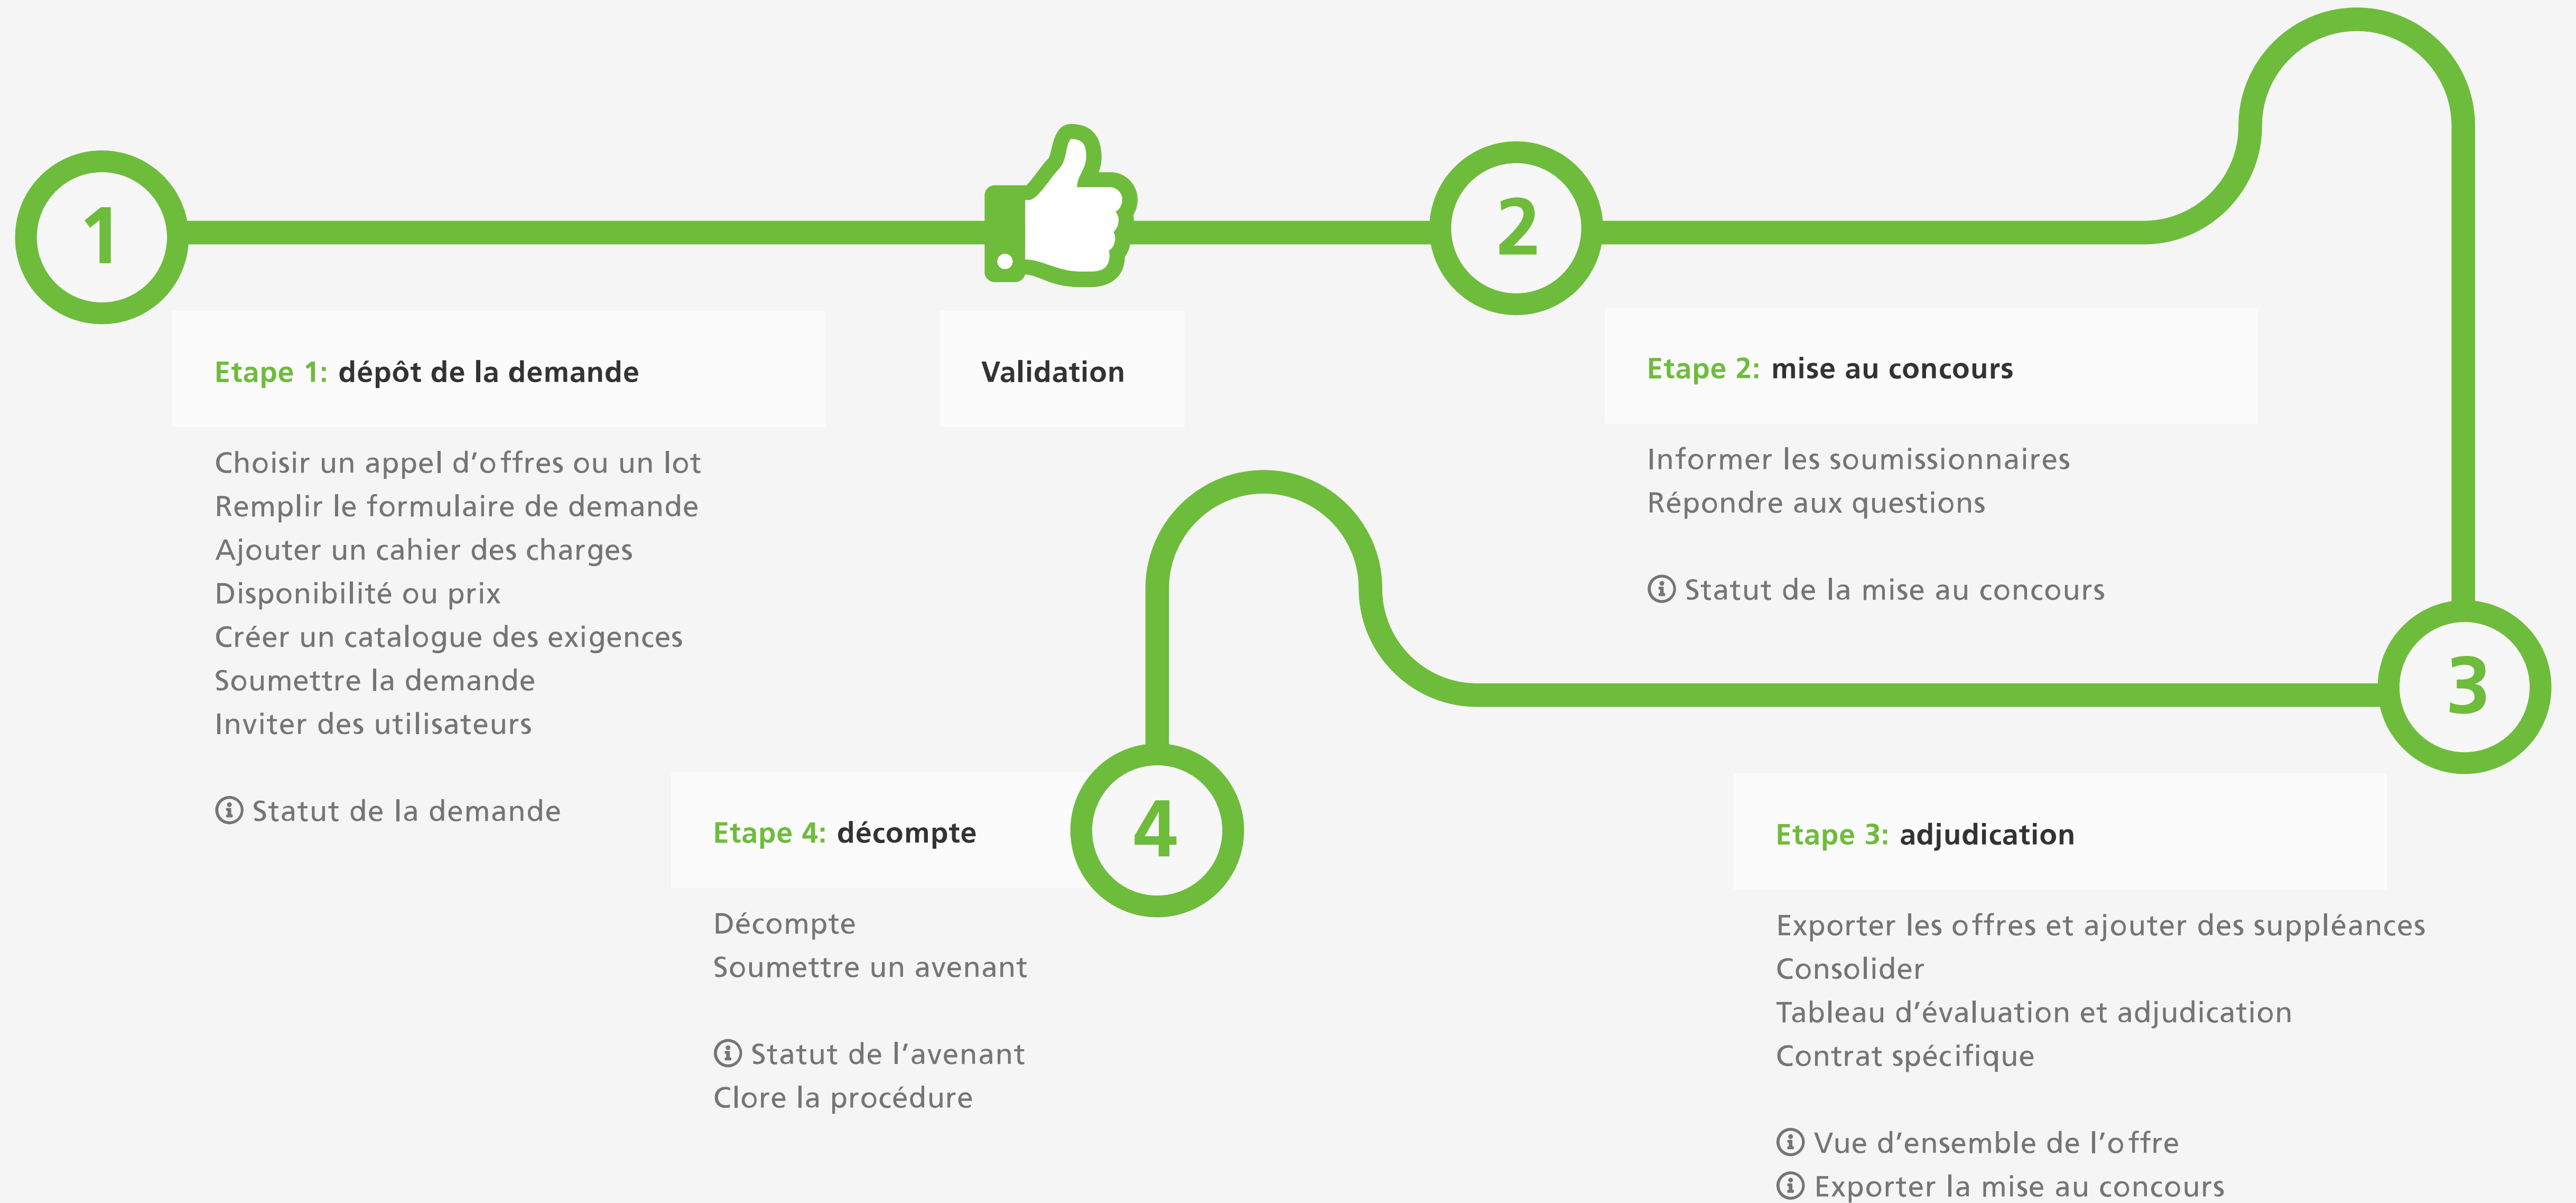 1
Etape 1: dépôt de la demande
Choisir un appel d’offres ou un lot
Remplir le formulaire de demande
Ajouter un cahier des charges
Disponibilité ou prix
Créer un catalogue des exigences
Soumettre la demande
Inviter des utilisateurs
Statut de la demande
Validation
2
Etape 2: mise au concours
Informer les soumissionnaires
Répondre aux questions
Statut de la mise au concours
3
Etape 3: adjudication
Exporter les offres et ajouter des suppléances
Consolider
Tableau d’évaluation et adjudication
Contrat spécifique
Vue d’ensemble de l’offre
Exporter la mise au concours
4
Etape 4: décompte
Décompte
Soumettre un avenant
Statut de l’avenant
Clore la procédure